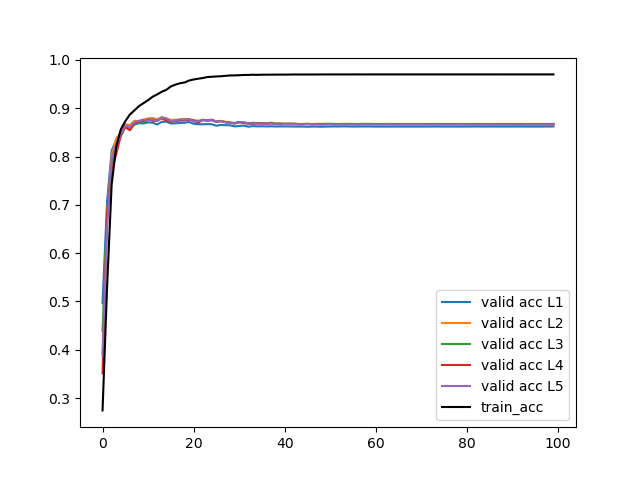 1.0
0.9
0.8
0.7
0.6
0.5
0.4
0.3
0
20
40
60
80
100
valid acc L1
valid acc L2
valid acc L3
valid acc L4
valid acc L5
train_acc